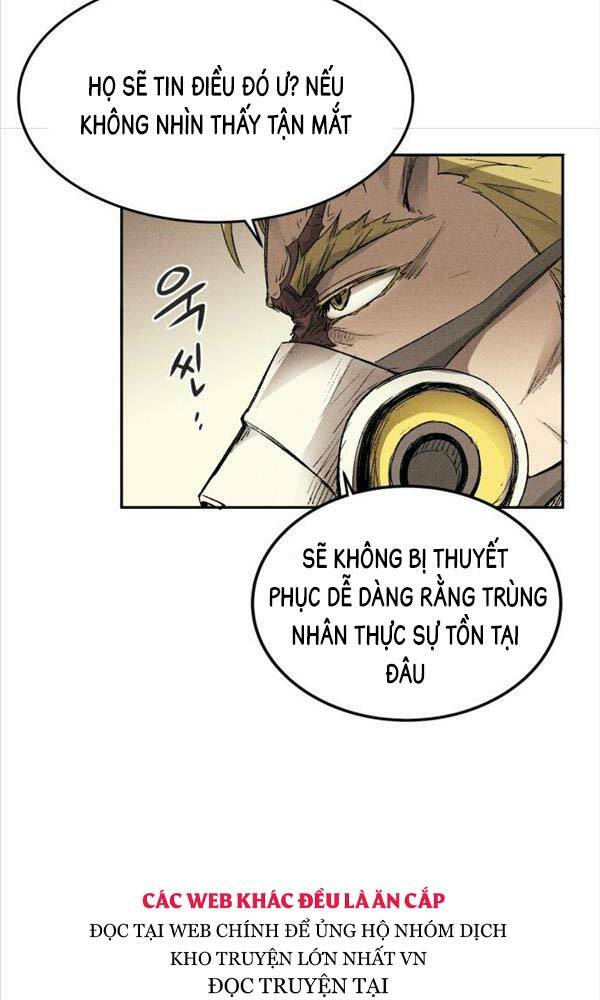 HỌ SẼ TIN ĐIỀU ĐÓ Ư? NẾU
KHÔNG NHÌN THẤY TẬN MẮT
욱
씬
SẼ KHÔNG BỊ THUYẾT
PHỤC DỄ DÀNG RẰNG TRÙNG
NHÂN THỰC SỰ TỒN TẠI
ĐÂU
CÁC WEB KHÁC ĐỀU LÀ ĂN CẮP
ĐỌC TẠI WEB CHÍNH ĐỂ ỦNG HỘ NHÓM DỊCH
KHO TRUYỆN LỚN NHẤT VN
ĐỌC TRUYỆN TẠI